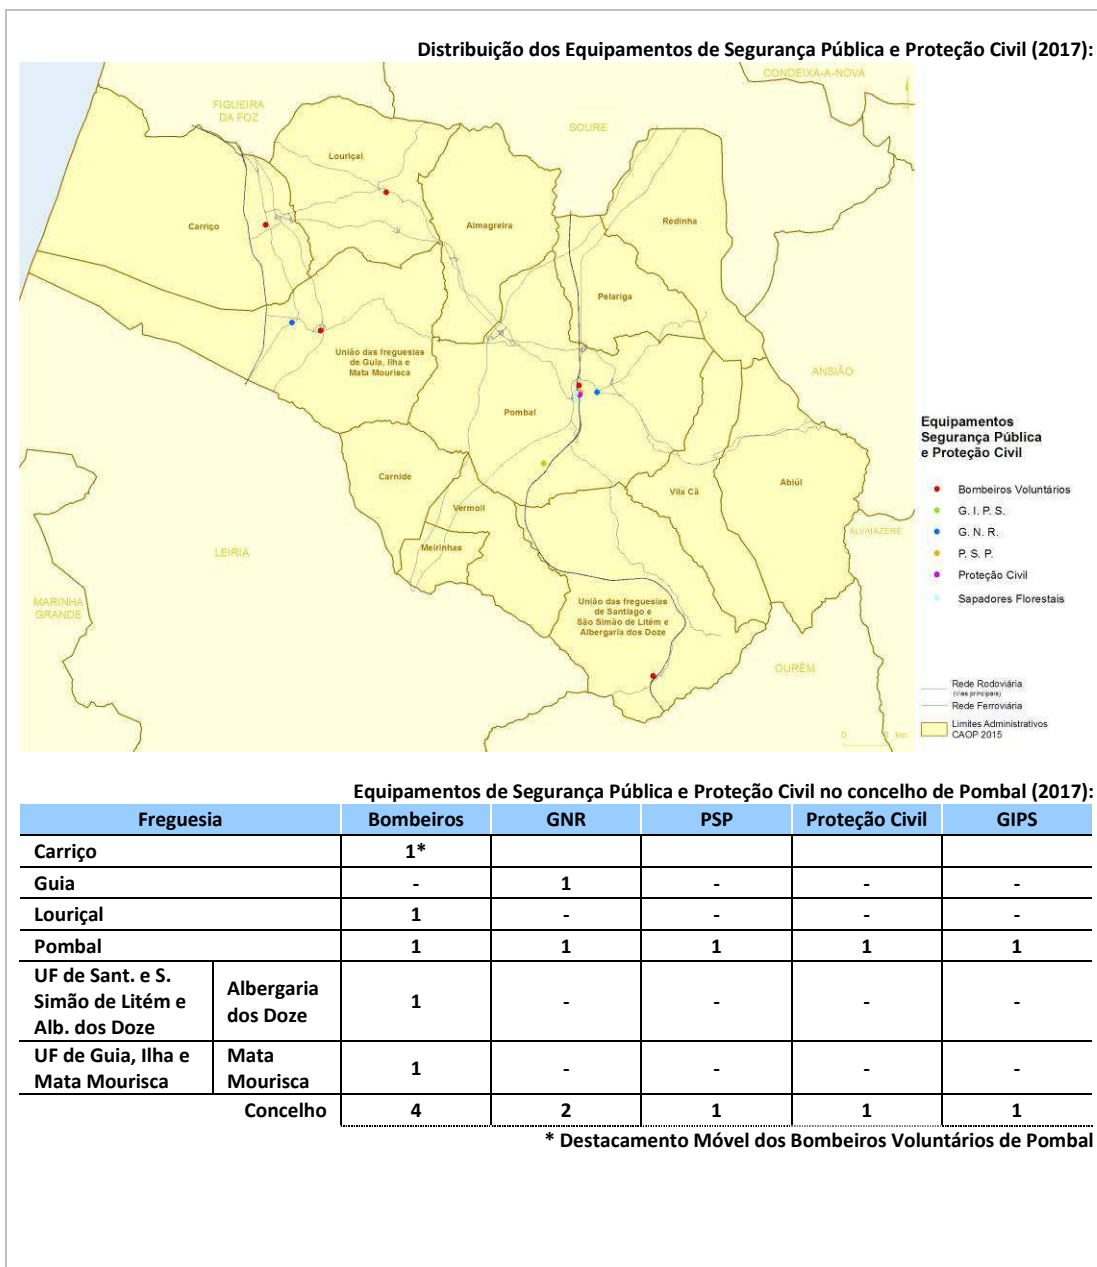 Distribuição dos Equipamentos de Segurança Pública e Proteção Civil (2017):
CONDEIXA-A-NOVA
FIGUEIRA
DA FOZ
SOURE
Louriçal
Carriço
Almagreira
Redinha
Pelariga
União das freguesias
de Guia, Ilha e
Mata Mourisca
ANSIÃO
Pombal
Carnide
Vila Cã
Abiúl
Vermoil
Meirinhas
ALVAIÁZERE
LEIRIA
MARINHA
GRANDE
União das freguesias
de Santiago e
São Simão de Litém e
Albergaria dos Doze
OURÉM
0 km
Equipamentos
Segurança Pública
e Proteção Civil
Bombeiros Voluntários
G. I. P. S.
G. N. R.
P. S. P.
Proteção Civil
Sapadores Florestais
Rede Rodoviária
(Vias principais)
Rede Ferroviária
Limites Administrativos
CAOP 2015
Equipamentos de Segurança Pública e Proteção Civil no concelho de Pombal (2017):
Freguesia Bombeiros GNR PSP Proteção Civil GIPS
Carriço 1*
Guia - 1 - - -
Louriçal 1 - - - -
Pombal 1 1 1 1 1
UF de Sant. e S.
Simão de Litém e
Alb. dos Doze
Albergaria
dos Doze
1 - - - -
UF de Guia, Ilha e
Mata Mourisca
Mata
Mourisca
1 - - - -
Concelho 4 2 1 1 1
* Destacamento Móvel dos Bombeiros Voluntários de Pombal